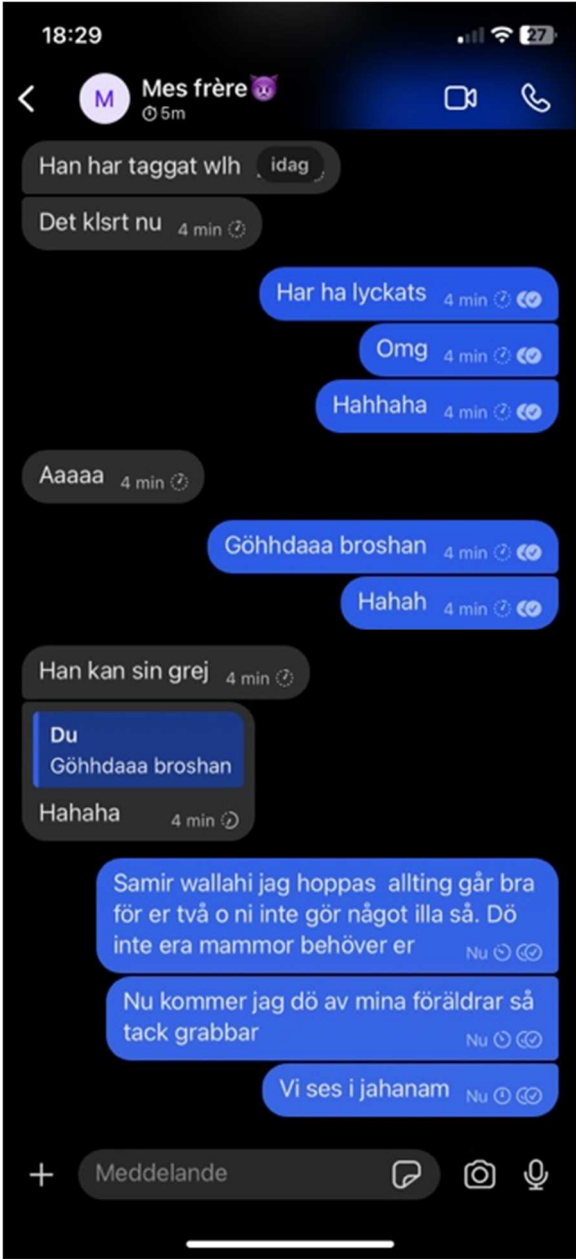 18:29
27
M
Mes frère😈
5m
Han har taggat wlh
idag
Det klsrt nu 4 min
Har ha lyckats 4 min
Omg 4 min
Hahhaha 4 min
Aaaaa 4 min
Göhhdaaa broshan 4 min
Hahah 4 min
Han kan sin grej 4 min
Du
Göhhdaaa broshan
Hahaha 4 min
Samir wallahi jag hoppas allting går bra
för er två o ni inte gör något illa så. Dö
inte era mammor behöver er Nu
Nu kommer jag dö av mina föräldrar så
tack grabbar Nu
Vi ses i jahanam Nu
Meddelande